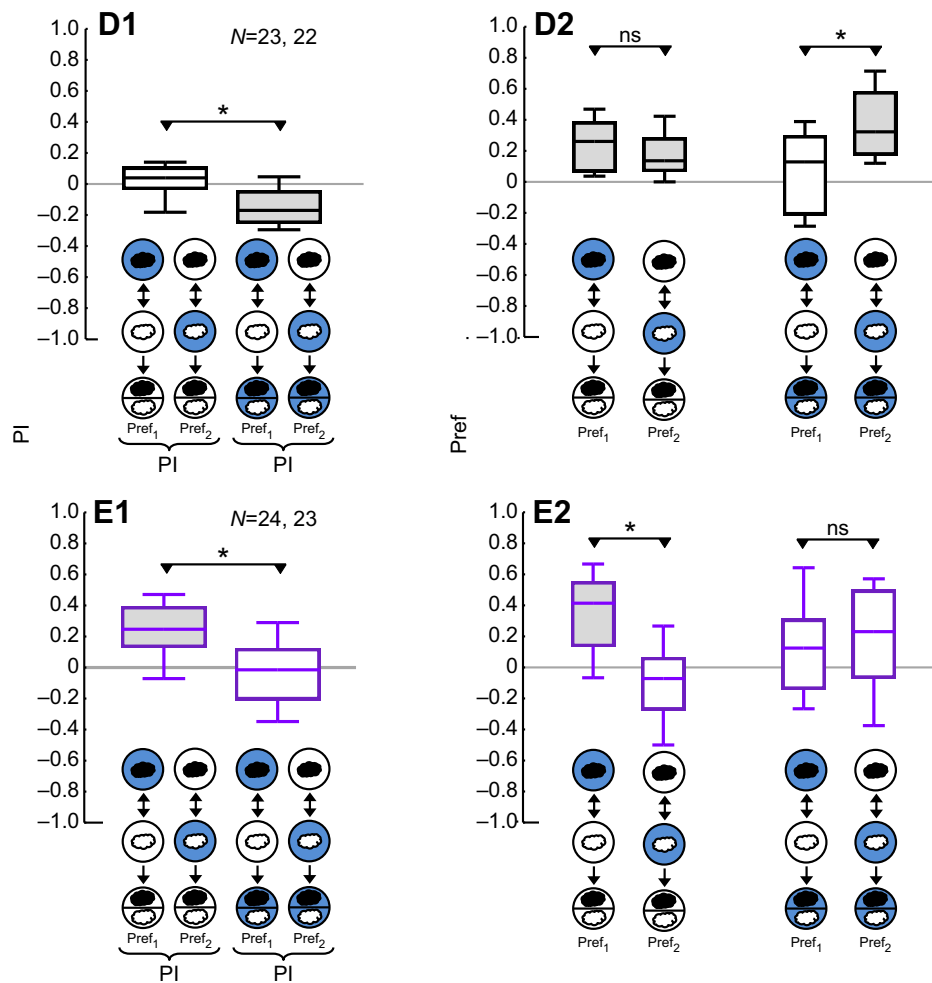 D1
N=23, 22
1.0
0.8
0.6
0.4
0.2
0
–0.2
–0.4
–0.6
–0.8
–1.0
*
Pref1 Pref2 Pref1 Pref2
PI PI
PI
D2
1.0
0.8
0.6
0.4
0.2
0
–0.2
–0.4
–0.6
–0.8
–1.0
ns *
Pref1 Pref2 Pref1 Pref2
Pref
E1
N=24, 23
1.0
0.8
0.6
0.4
0.2
0
–0.2
–0.4
–0.6
–0.8
–1.0
*
Pref1 Pref2 Pref1 Pref2
PI PI
E2
1.0
0.8
0.6
0.4
0.2
0
–0.2
–0.4
–0.6
–0.8
–1.0
* ns
Pref1 Pref2 Pref1 Pref2